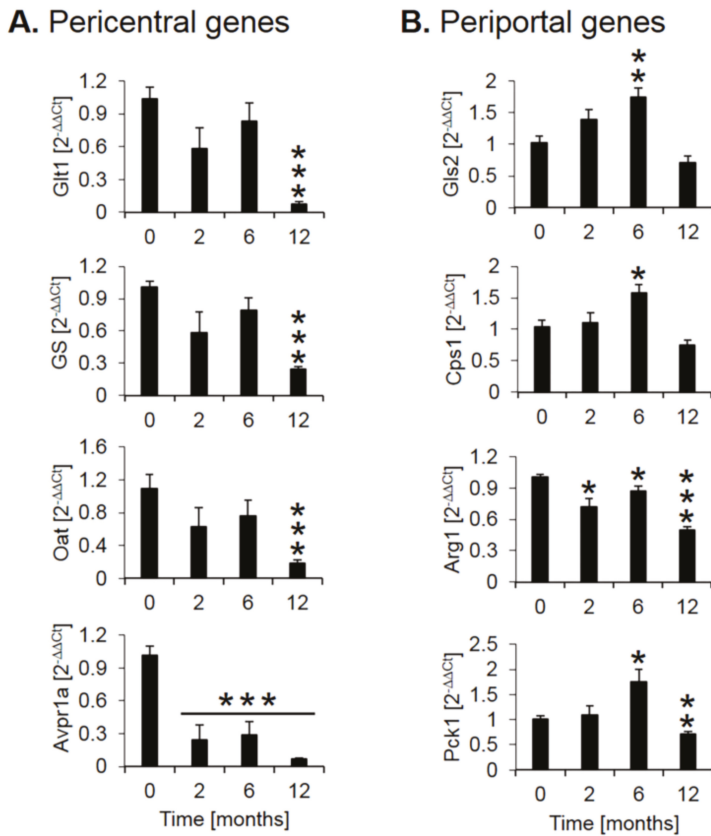 A. Pericentral genes
Glt1 [2-ΔΔCt]
1.2
0.9
0.6
0.3
0
***
0 2 6 12
GS [2-ΔΔCt]
1.2
0.9
0.6
0.3
0
***
0 2 6 12
Oat [2-ΔΔCt]
1.6
1.2
0.8
0.4
0
***
0 2 6 12
Avpr1a [2-ΔΔCt]
1.2
0.9
0.6
0.3
0
***
0 2 6 12
Time [months]
B. Periportal genes
Gls2 [2-ΔΔCt]
2
1.5
1
0.5
0
**
0 2 6 12
Cps1 [2-ΔΔCt]
2
1.5
1
0.5
0
*
0 2 6 12
Arg1 [2-ΔΔCt]
1.2
0.9
0.6
0.3
0
* * ***
0 2 6 12
Pck1 [2-ΔΔCt]
2.5
2
1.5
1
0.5
0
* **
0 2 6 12
Time [months]